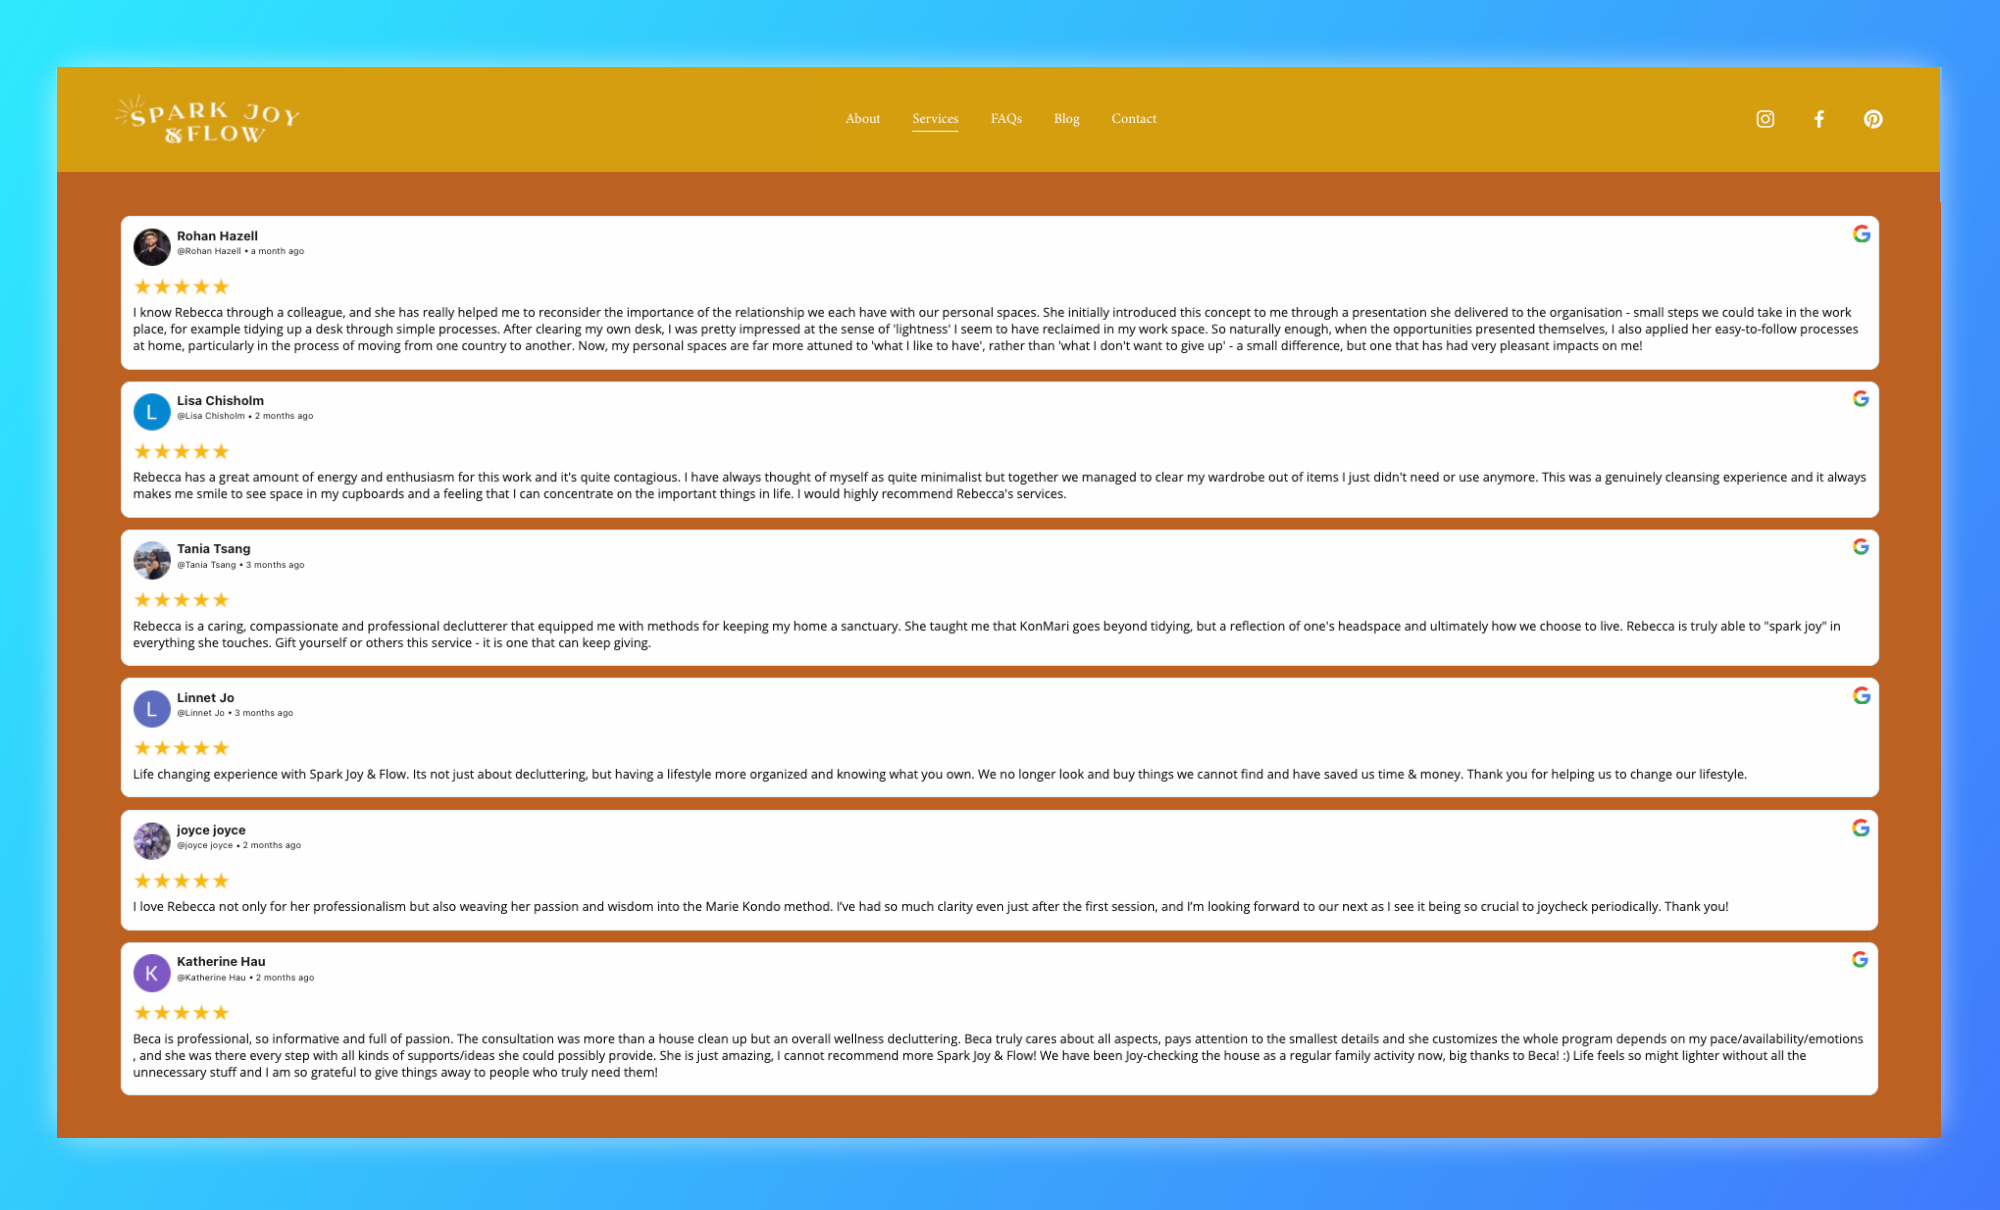 SPARK JOY
&FLOW
About Services FAQs Blog Contact
Rohan Hazell
@Rohan Hazell • a month ago
I know Rebecca through a colleague, and she has really helped me to reconsider the importance of the relationship we each have with our personal spaces. She initially introduced this concept to me through a presentation she delivered to the organisation - small steps we could take in the work
place, for example tidying up a desk through simple processes. After clearing my own desk, I was pretty impressed at the sense of 'lightness' I seem to have reclaimed in my work space. So naturally enough, when the opportunities presented themselves, I also applied her easy-to-follow processes
at home, particularly in the process of moving from one country to another. Now, my personal spaces are far more attuned to 'what I like to have', rather than 'what I don't want to give up' - a small difference, but one that has had very pleasant impacts on me!
L
Lisa Chisholm
@Lisa Chisholm • 2 months ago
Rebecca has a great amount of energy and enthusiasm for this work and it's quite contagious. I have always thought of myself as quite minimalist but together we managed to clear my wardrobe out of items I just didn't need or use anymore. This was a genuinely cleansing experience and it always
makes me smile to see space in my cupboards and a feeling that I can concentrate on the important things in life. I would highly recommend Rebecca's services.
Tania Tsang
@Tania Tsang • 3 months ago
Rebecca is a caring, compassionate and professional declutterer that equipped me with methods for keeping my home a sanctuary. She taught me that KonMari goes beyond tidying, but a reflection of one's headspace and ultimately how we choose to live. Rebecca is truly able to "spark joy" in
everything she touches. Gift yourself or others this service - it is one that can keep giving.
L
Linnet Jo
@Linnet Jo • 3 months ago
Life changing experience with Spark Joy & Flow. Its not just about decluttering, but having a lifestyle more organized and knowing what you own. We no longer look and buy things we cannot find and have saved us time & money. Thank you for helping us to change our lifestyle.
joyce joyce
@joyce joyce • 2 months ago
I love Rebecca not only for her professionalism but also weaving her passion and wisdom into the Marie Kondo method. I've had so much clarity even just after the first session, and I'm looking forward to our next as I see it being so crucial to joycheck periodically. Thank you!
K
Katherine Hau
@Katherine Hau • 2 months ago
Beca is professional, so informative and full of passion. The consultation was more than a house clean up but an overall wellness decluttering. Beca truly cares about all aspects, pays attention to the smallest details and she customizes the whole program depends on my pace/availability/emotions
, and she was there every step with all kinds of supports/ideas she could possibly provide. She is just amazing, I cannot recommend more Spark Joy & Flow! We have been Joy-checking the house as a regular family activity now, big thanks to Beca! :) Life feels so might lighter without all the
unnecessary stuff and I am so grateful to give things away to people who truly need them!